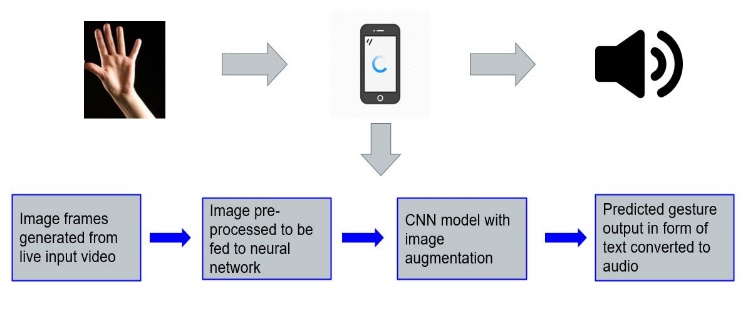 Image frames
generated from
live input video
Image pre-
processed to be
fed to neural
network
CNN model with
image
augmentation
Predicted gesture
output in form of
text converted to
audio